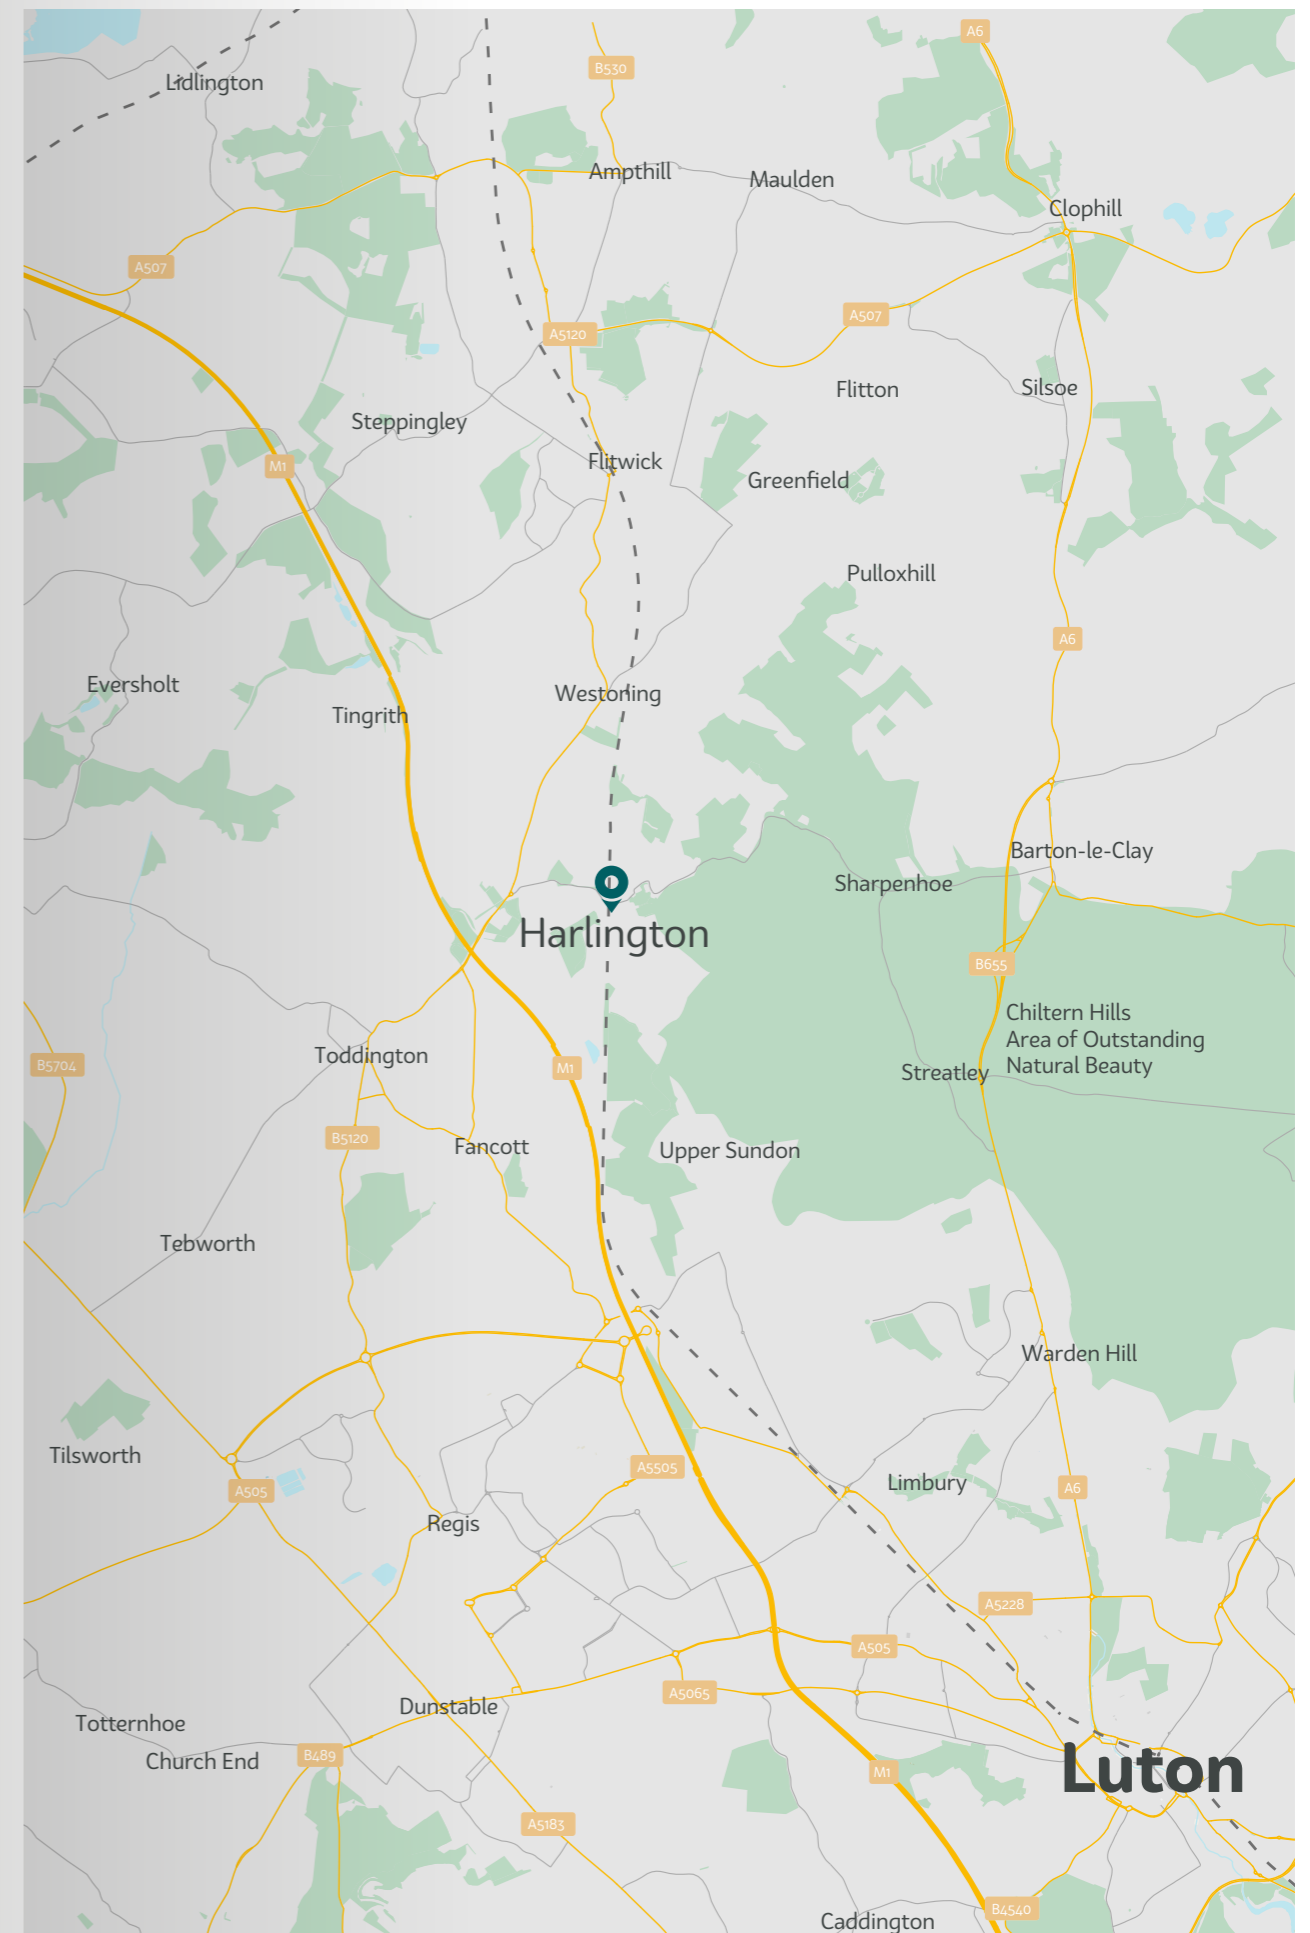 A6
B530
Lidlington
Ampthill
Maulden
Clophill
A507
A507
A5120
Flitton
Silsoe
Steppingley
Flitwick
M1
Greenfield
Pulloxhill
A6
Eversholt
Westoning
Tingrith
Barton-le-Clay
Sharpenhoe
Harlington
B655
Chiltern Hills
Area of Outstanding
Natural Beauty
Toddington
B5704
M1
Streatley
B5120
Fancott
Upper Sundon
Tebworth
Warden Hill
Tilsworth
A5505
Limbury
A505
A6
Regis
A5228
A505
A5065
Dunstable
Totternhoe
Church End
B489
M1
Luton
A5183
B4540
Caddington